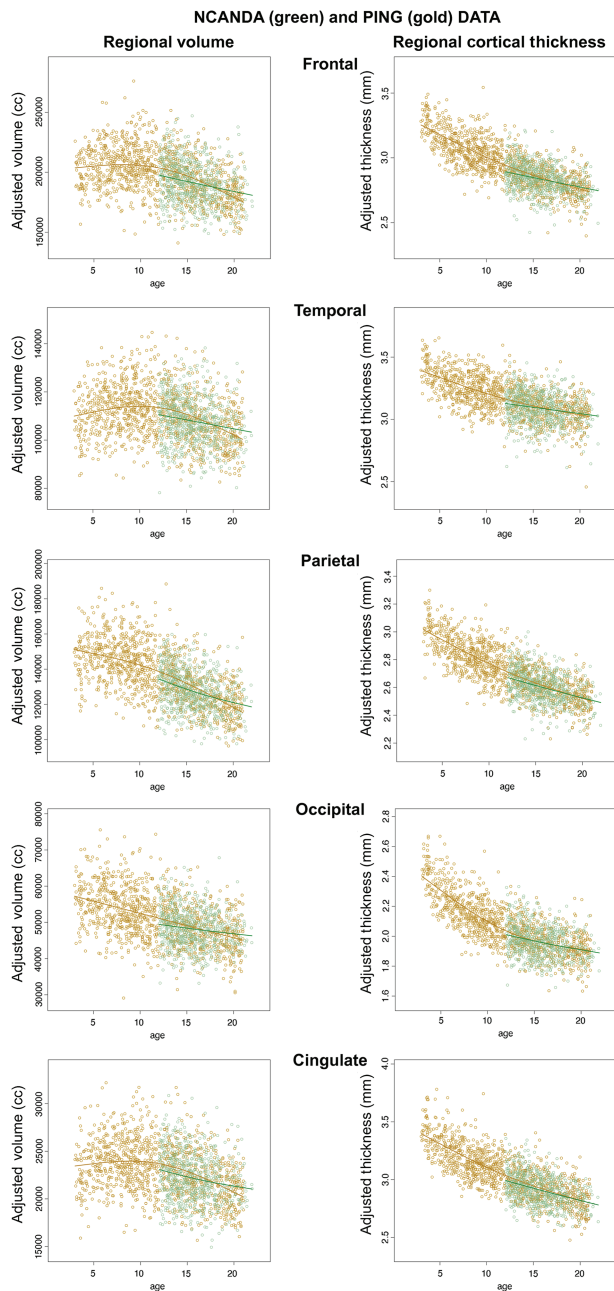 NCANDA (green) and PING (gold) DATA
Regional volume
Regional cortical thickness
Frontal
Adjusted volume (cc)
150000 200000 250000
5 10 15 20
age
Adjusted thickness (mm)
2.5 3.0 3.5
5 10 15 20
age
Temporal
Adjusted volume (cc)
80000 100000 120000 140000
5 10 15 20
age
Adjusted thickness (mm)
2.5 3.0 3.5
5 10 15 20
age
Parietal
Adjusted volume (cc)
100000 120000 140000 160000 180000 200000
5 10 15 20
age
Adjusted thickness (mm)
2.2 2.4 2.6 2.8 3.0 3.2 3.4
5 10 15 20
age
Occipital
Adjusted volume (cc)
30000 40000 50000 60000 70000 80000
5 10 15 20
age
Adjusted thickness (mm)
1.6 1.8 2.0 2.2 2.4 2.6 2.8
5 10 15 20
age
Cingulate
Adjusted volume (cc)
15000 20000 25000 30000
5 10 15 20
age
Adjusted thickness (mm)
2.5 3.0 3.5 4.0
5 10 15 20
age